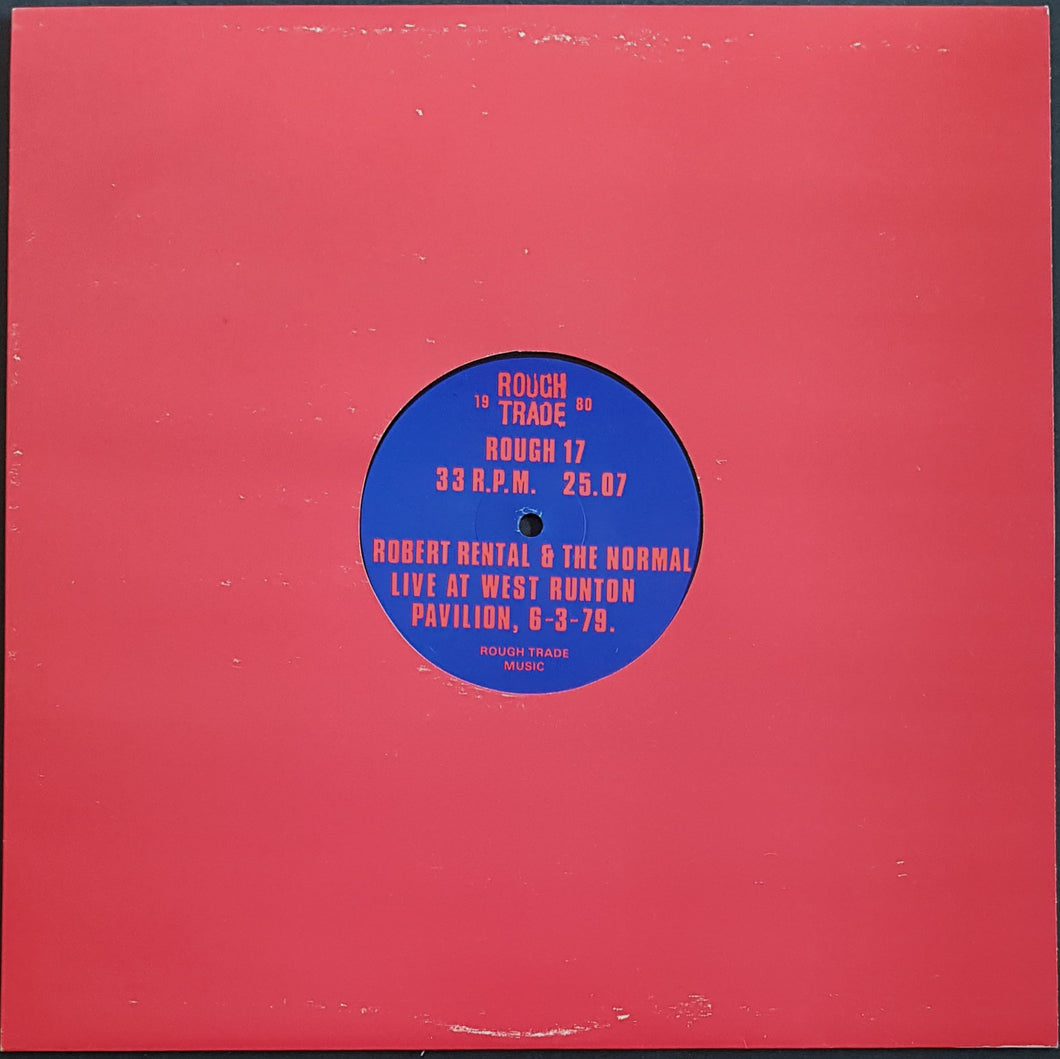 ROUGH
19 TRADE 80
ROUGH 17
33 R.P.M. 25.07
ROBERT RENTAL & THE NORMAL
LIVE AT WEST RUNTON
PAVILION, 6-3-79.
ROUGH TRADE
MUSIC